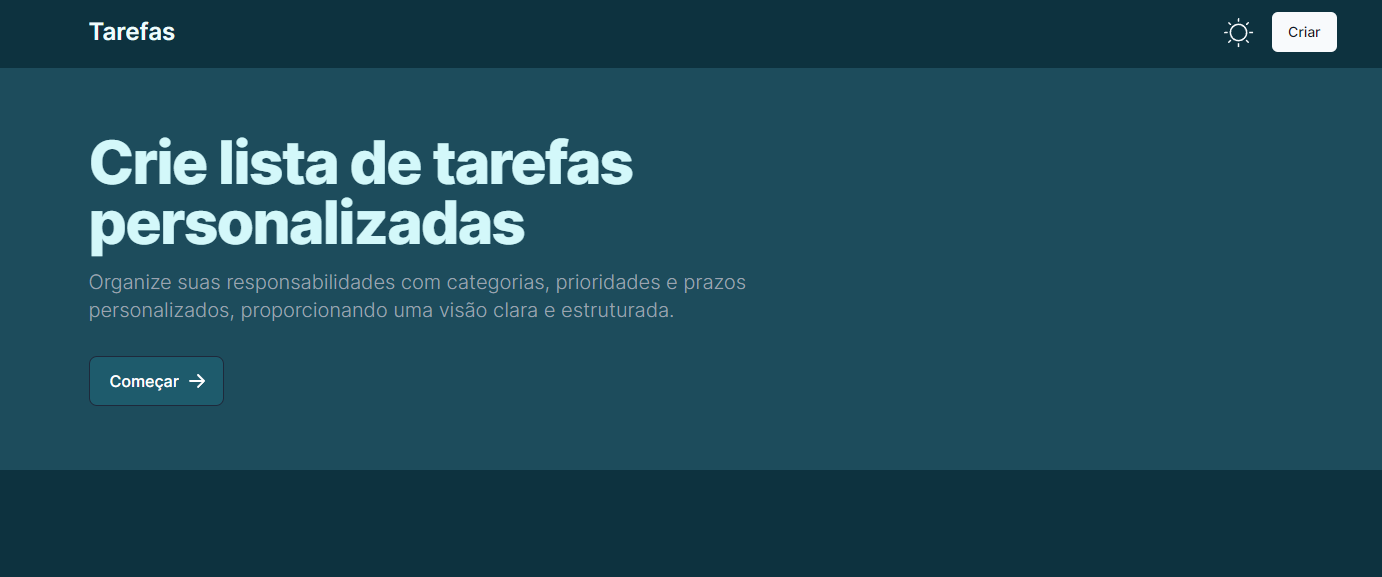 Tarefas
Criar
Crie lista de tarefas
personalizadas
Organize suas responsabilidades com categorias, prioridades e prazos
personalizados, proporcionando uma visão clara e estruturada.
Começar